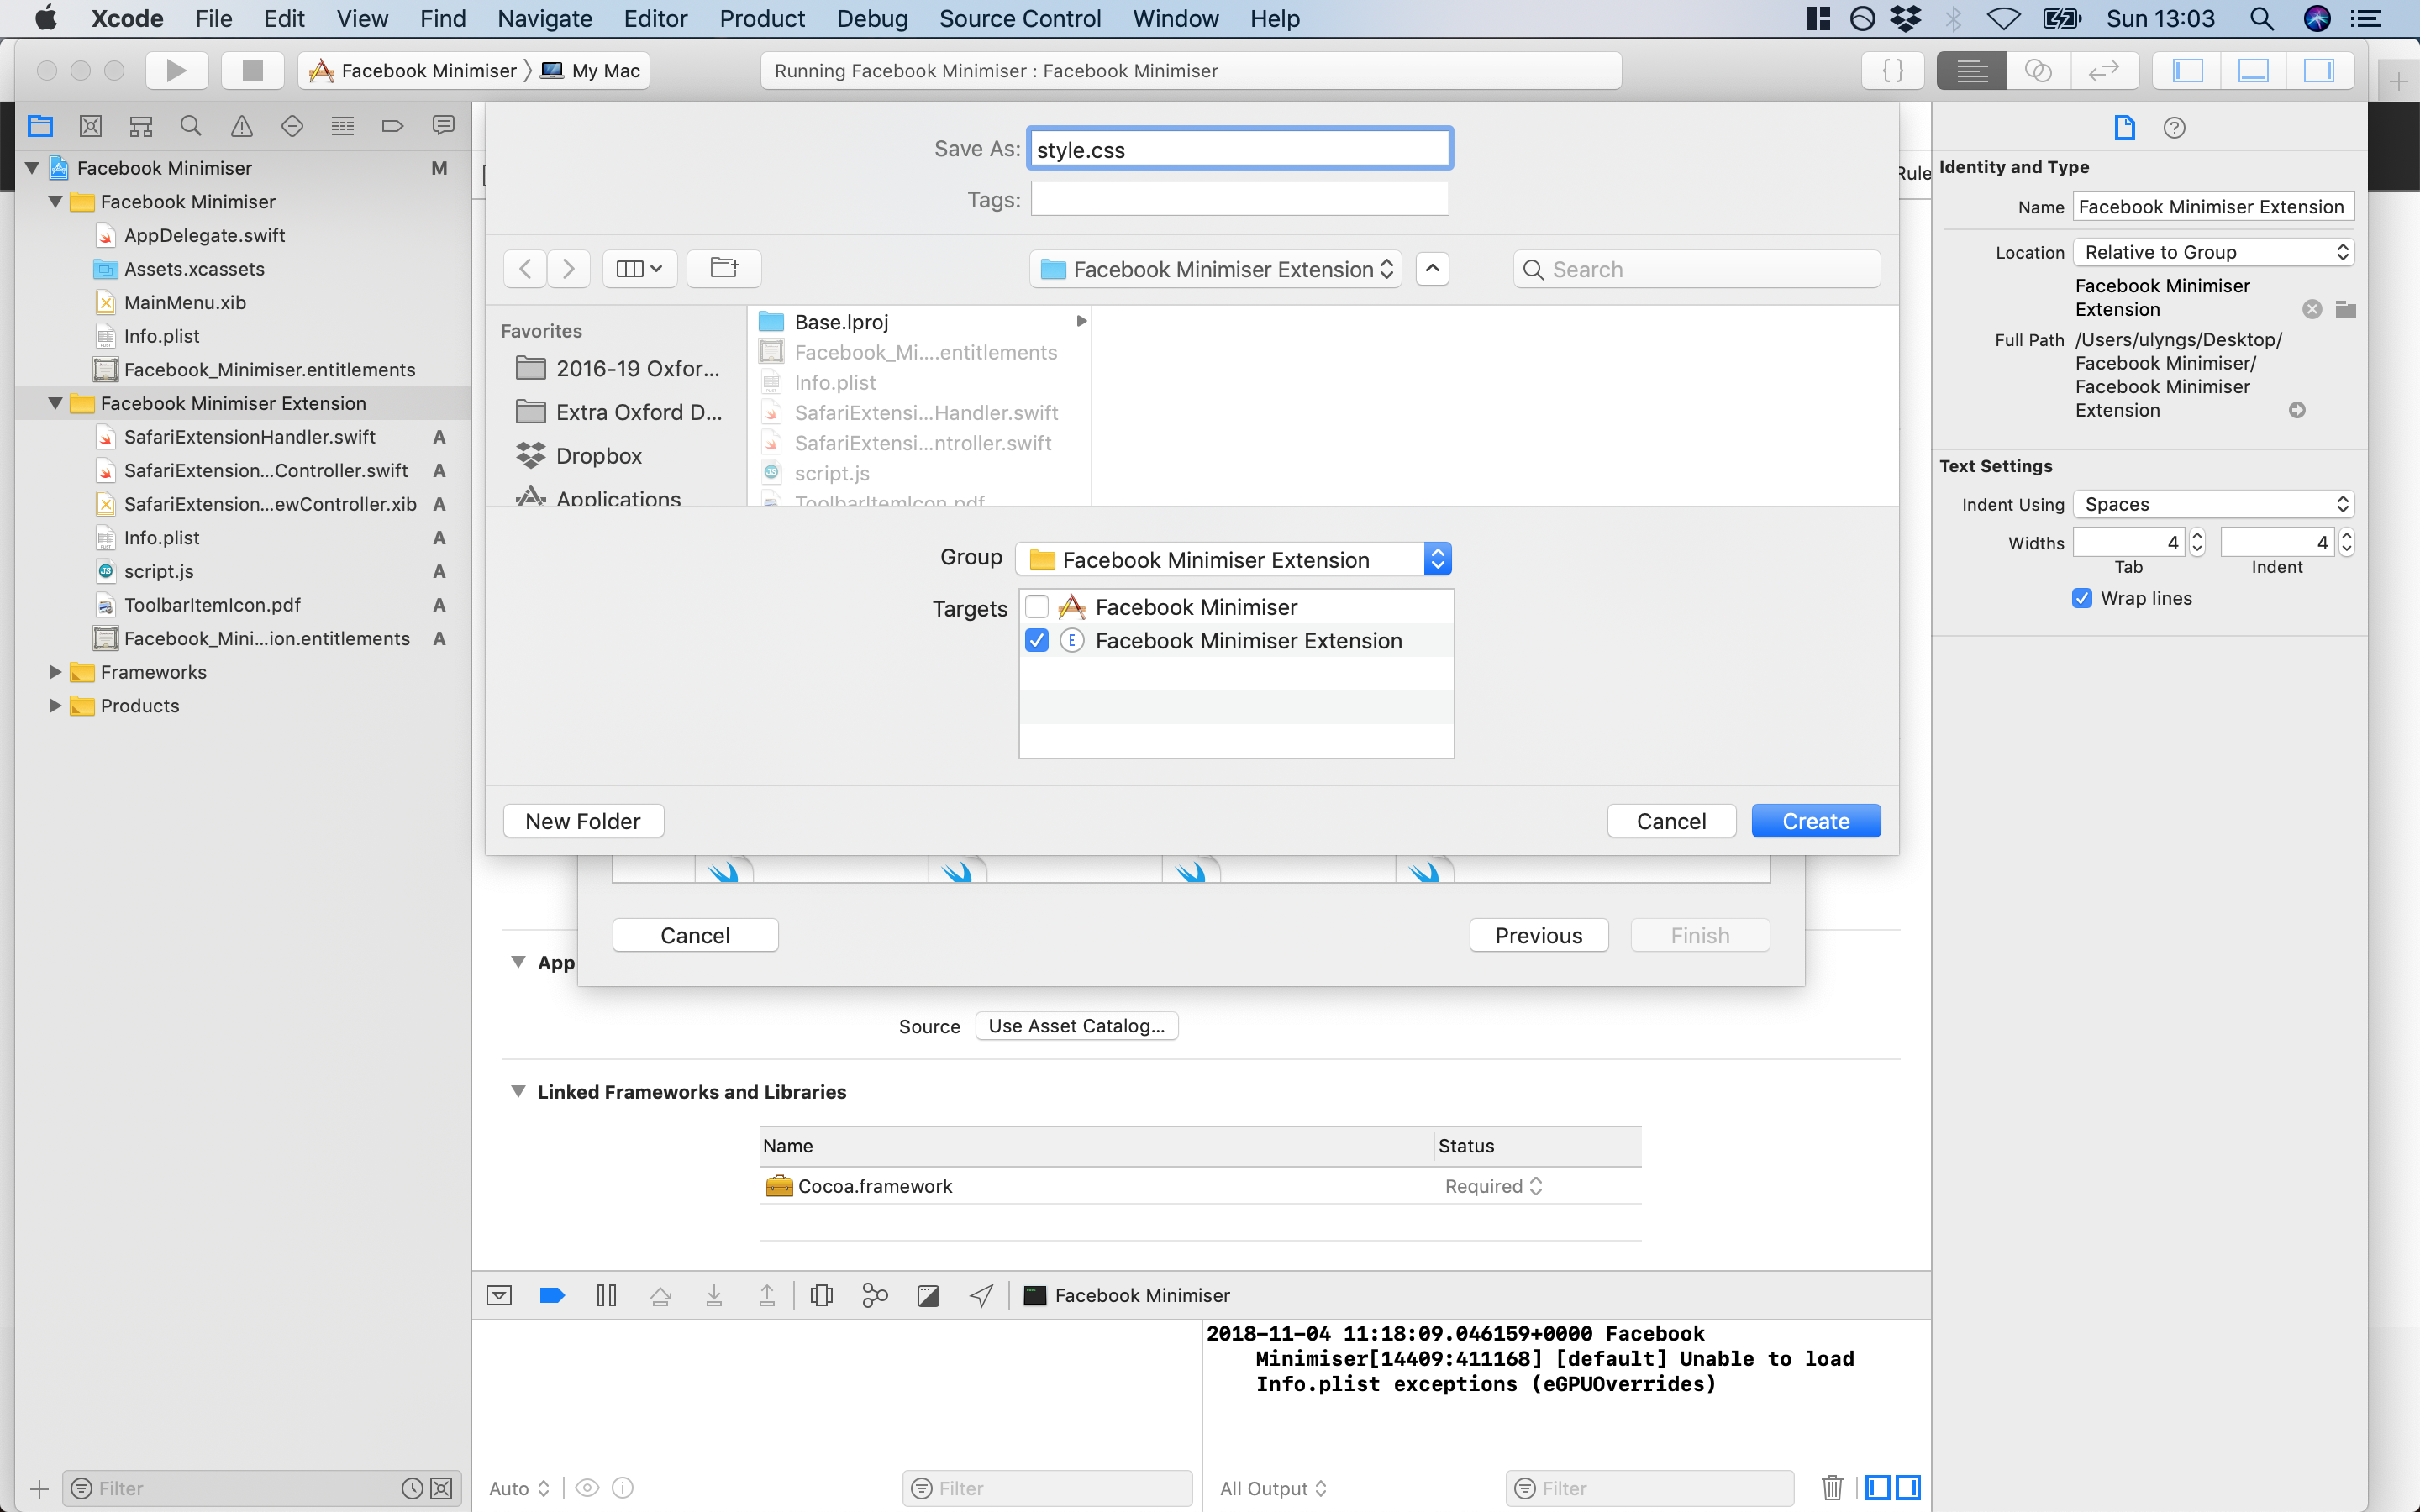 Xcode File Edit View Find Navigate Editor Product Debug Source Control Window Help Sun 13:03
Facebook Minimiser My Mac
Running Facebook Minimiser : Facebook Minimiser
Facebook Minimiser M
Facebook Minimiser
AppDelegate.swift
Assets.xcassets
MainMenu.xib
Info.plist
Facebook_Minimiser.entitlements
Facebook Minimiser Extension
SafariExtensionHandler.swift A
SafariExtension...Controller.swift A
SafariExtension...ewController.xib A
Info.plist A
script.js A
ToolbarItemIcon.pdf A
Facebook_Mini...ion.entitlements A
Frameworks
Products
Filter
Save As: style.css
Tags:
Facebook Minimiser Extension
Search
Favorites
2016-19 Oxfor...
Extra Oxford D...
Dropbox
Applications
Base.lproj
Facebook_Mi....entitlements
Info.plist
SafariExtensi...Handler.swift
SafariExtensi...ntroller.swift
script.js
ToolbarItemIcon.pdf
Group Facebook Minimiser Extension
Targets Facebook Minimiser
E Facebook Minimiser Extension
New Folder Cancel Create
Cancel Previous Finish
App
Source Use Asset Catalog...
Linked Frameworks and Libraries
Name Status
Cocoa.framework Required
Facebook Minimiser
2018-11-04 11:18:09.046159+0000 Facebook
Minimiser[14409:411168] [default] Unable to load
Info.plist exceptions (eGPUOverrides)
Auto Filter
All Output Filter
Rule
Identity and Type
Name Facebook Minimiser Extension
Location Relative to Group
Facebook Minimiser
Extension
Full Path /Users/ulyngs/Desktop/
Facebook Minimiser/
Facebook Minimiser
Extension
Text Settings
Indent Using Spaces
Widths 4 4
Tab Indent
Wrap lines